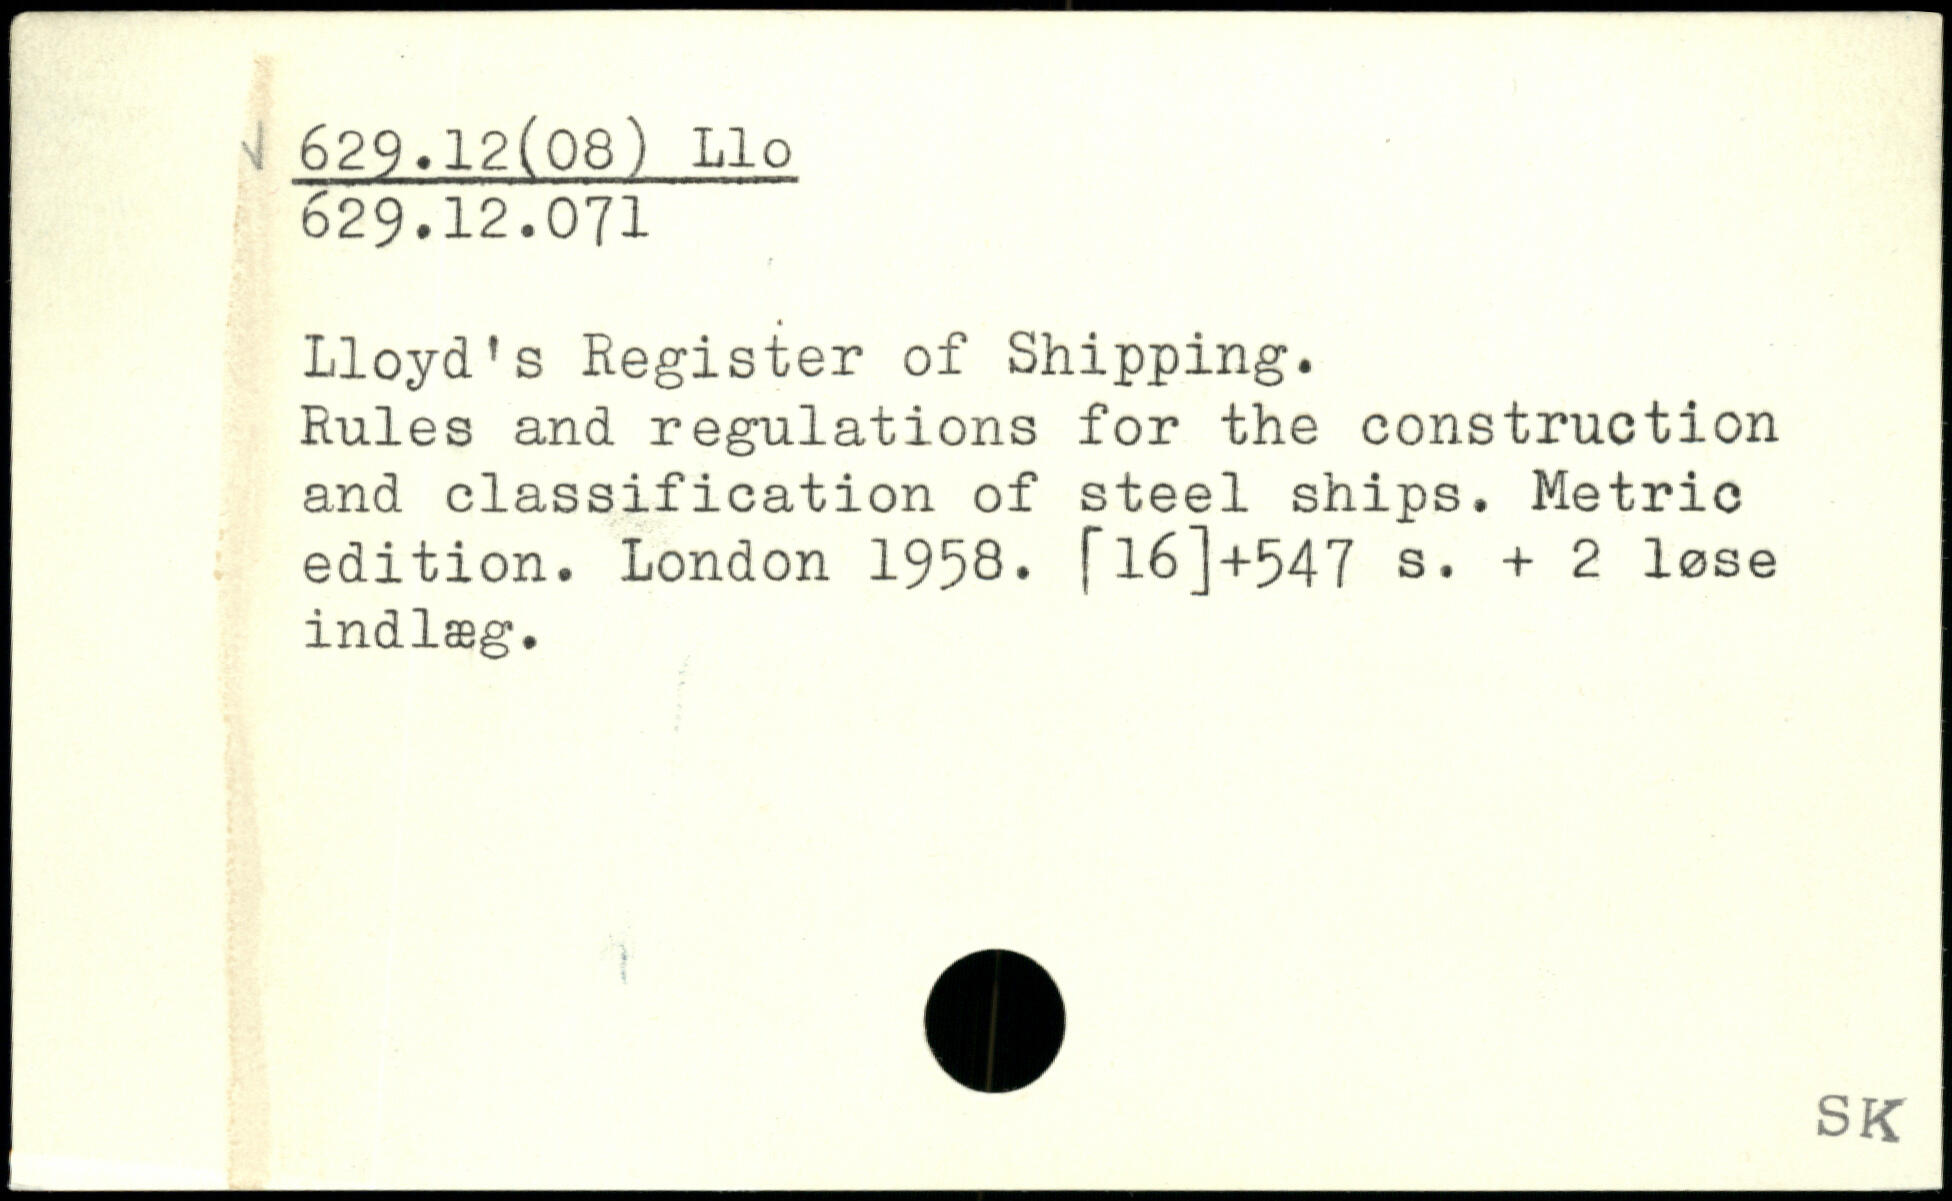 629.12(08) Llo
629.12.071
Lloyd's Register of Shipping.
Rules and regulations for the construction
and classification of steel ships. Metric
edition. London 1958. [16]+547 s. + 2 løse
indlæg.
SK